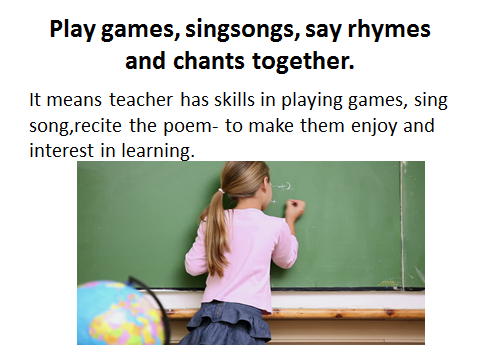 Play games, singsongs, say rhymes
and chants together.
It means teacher has skills in playing games, sing
song,recite the poem- to make them enjoy and
interest in learning.